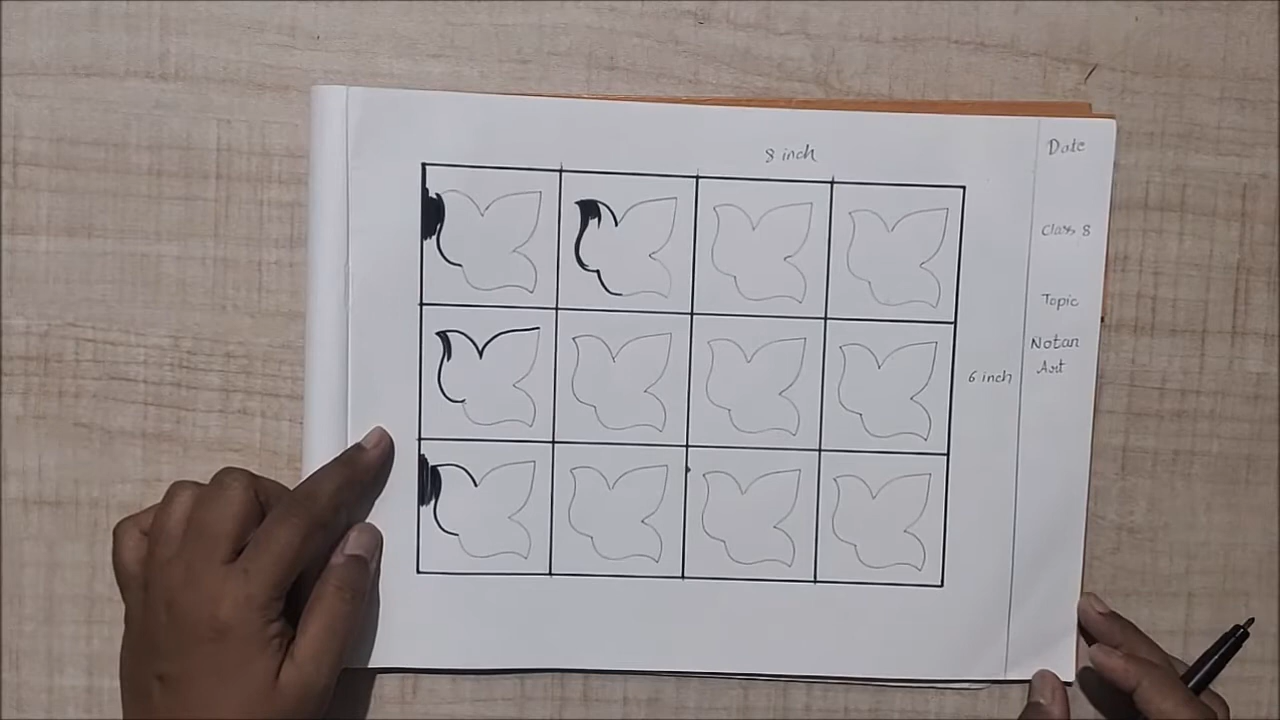 8 inch
Date
Class 8
Topic
Notan
Art
6 inch